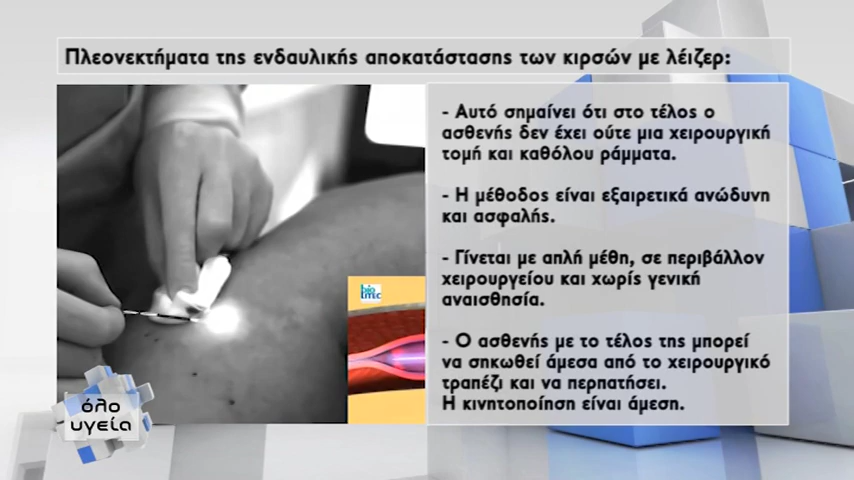 Πλεονεκτήματα της ενδαυλικής αποκατάστασης των κιρσών με λέιζερ:
- Αυτό σημαίνει ότι στο τέλος ο
ασθενής δεν έχει ούτε μια χειρουργική
τομή και καθόλου ράμματα.
- Η μέθοδος είναι εξαιρετικά ανώδυνη
και ασφαλής.
- Γίνεται με απλή μέθη, σε περιβάλλον
χειρουργείου και χωρίς γενική
αναισθησία.
- Ο ασθενής με το τέλος της μπορεί
να σηκωθεί άμεσα από το χειρουργικό
τραπέζι και να περπατήσει.
Η κινητοποίηση είναι άμεση.
όλο
υγεία